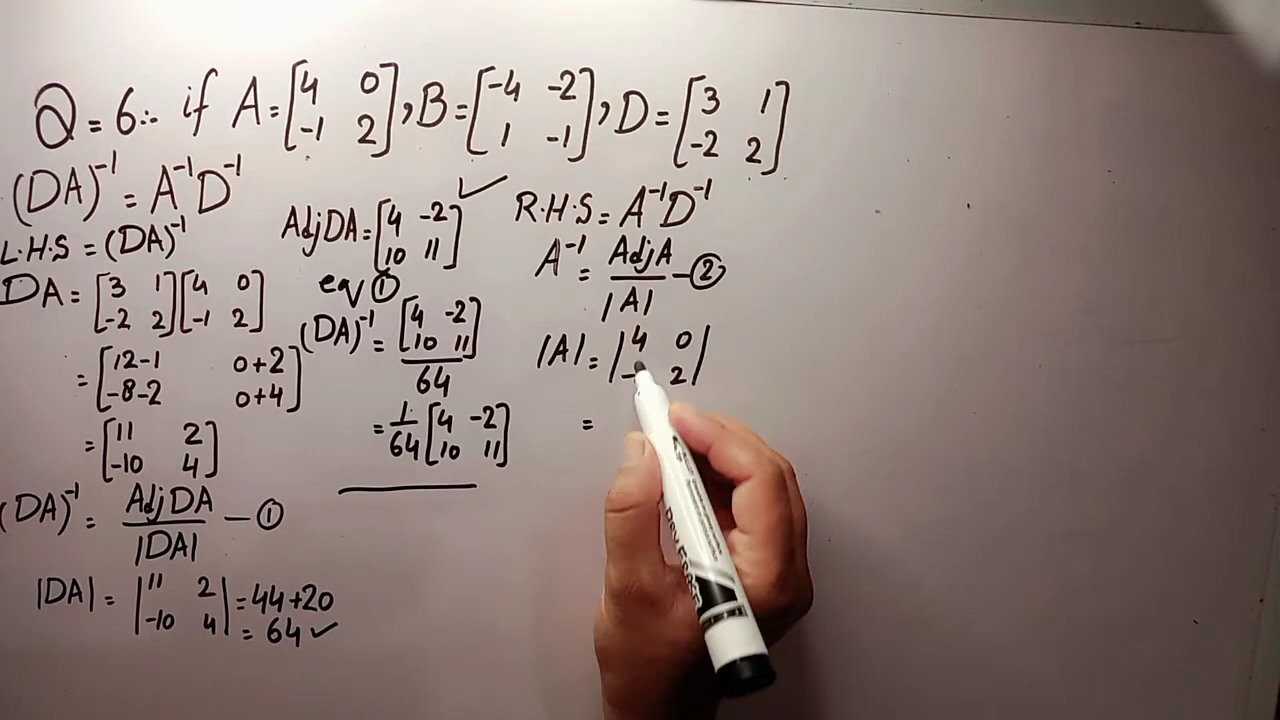 Q=6:- if A=[4 0 -1 2], B=[-4 -2 1 -1], D=[3 1 -2 2]
(DA)⁻¹ = A⁻¹D⁻¹
L.H.S = (DA)⁻¹
DA = [3 1 -2 2][4 0 -1 2]
= [12-1 0+2 -8-2 0+4]
= [11 2 -10 4]
(DA)⁻¹ = AdjDA / |DA| — ①
|DA| = |11 2 -10 4| = 44+20
= 64 ✓
AdjDA = [4 -2 10 11] ✓
eq ①
(DA)⁻¹ = [4 -2 10 11] / 64
= 1/64 [4 -2 10 11]
R.H.S = A⁻¹D⁻¹
A⁻¹ = AdjA / |A| — ②
|A| = |4 0 - 2|
=